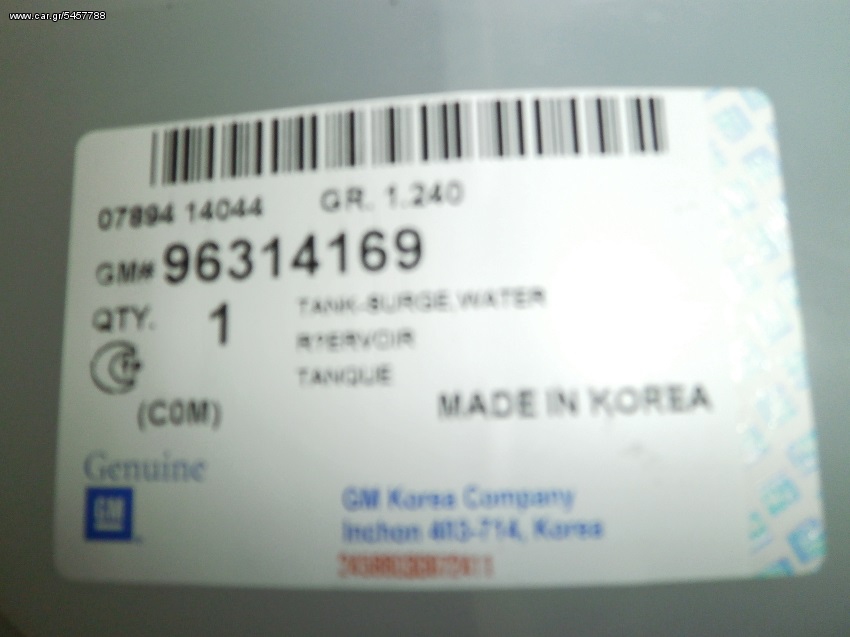 www.car.gr/5457788
07894 14044 GR. 1.240
GM# 96314169
QTY. 1 TANK-SURGE,WATER
R?ERVOIR
TANQUE
(C0M) MADE IN KOREA
Genuine
GM
GM Korea Company
Inchon 403-714, Korea